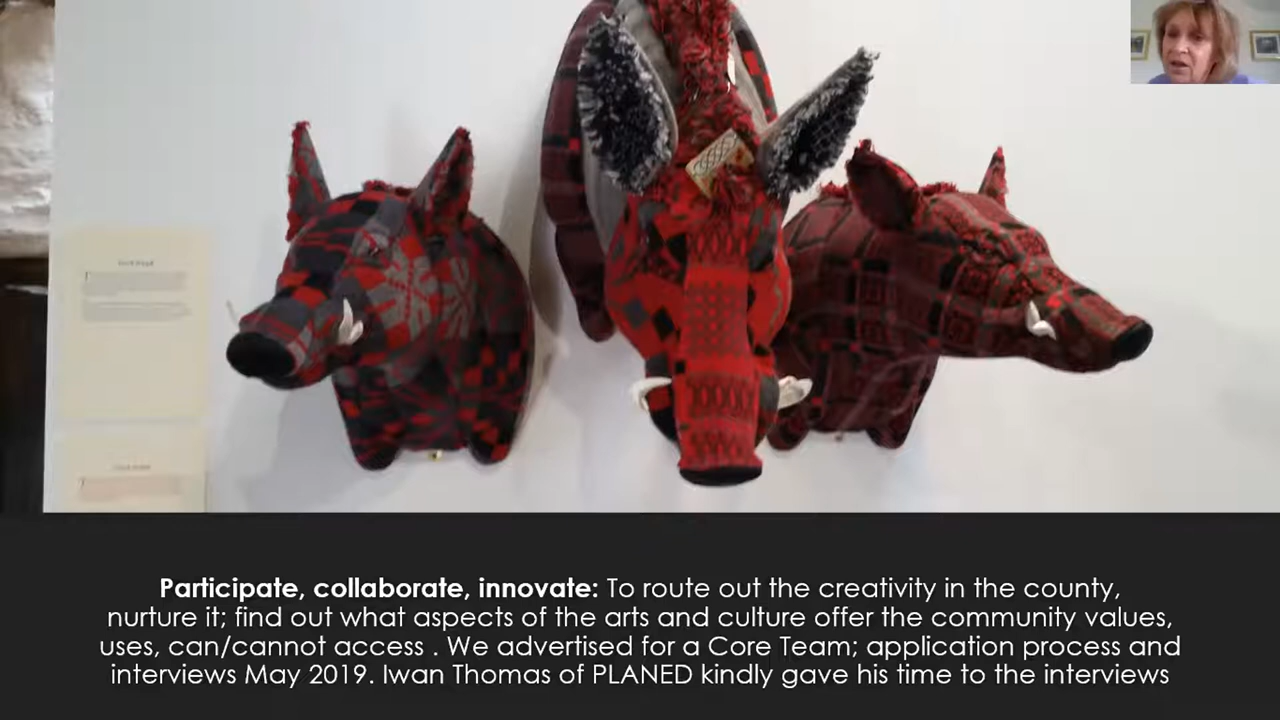 Participate, collaborate, innovate: To route out the creativity in the county,
nurture it; find out what aspects of the arts and culture offer the community values,
uses, can/cannot access . We advertised for a Core Team; application process and
interviews May 2019. Iwan Thomas of PLANED kindly gave his time to the interviews